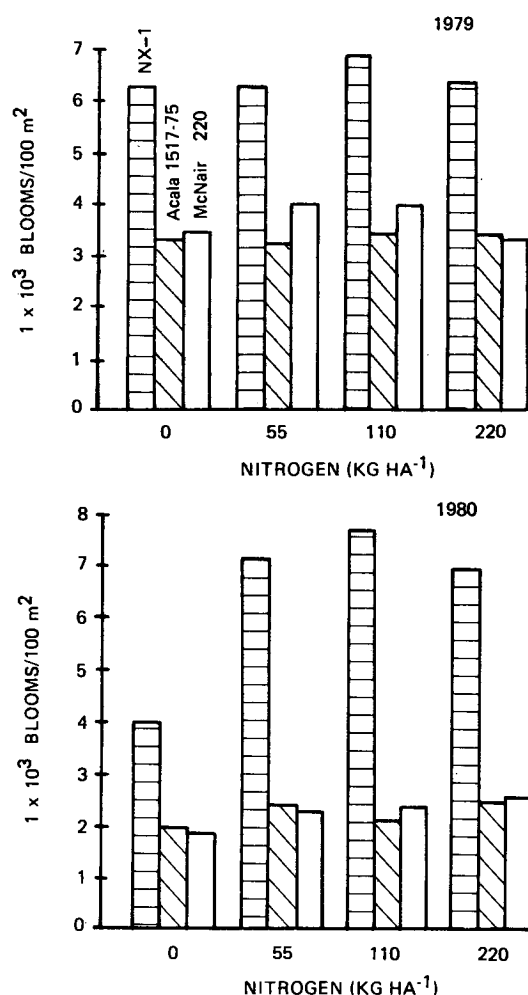 1979
7
6
5
4
3
2
1
0
1 x 10³ BLOOMS/100 m²
NX–1
Acala 1517-75
McNair 220
0 55 110 220
NITROGEN (KG HA⁻¹)
1980
8
7
6
5
4
3
2
1
0
1 x 10³ BLOOMS/100 m²
0 55 110 220
NITROGEN (KG HA⁻¹)